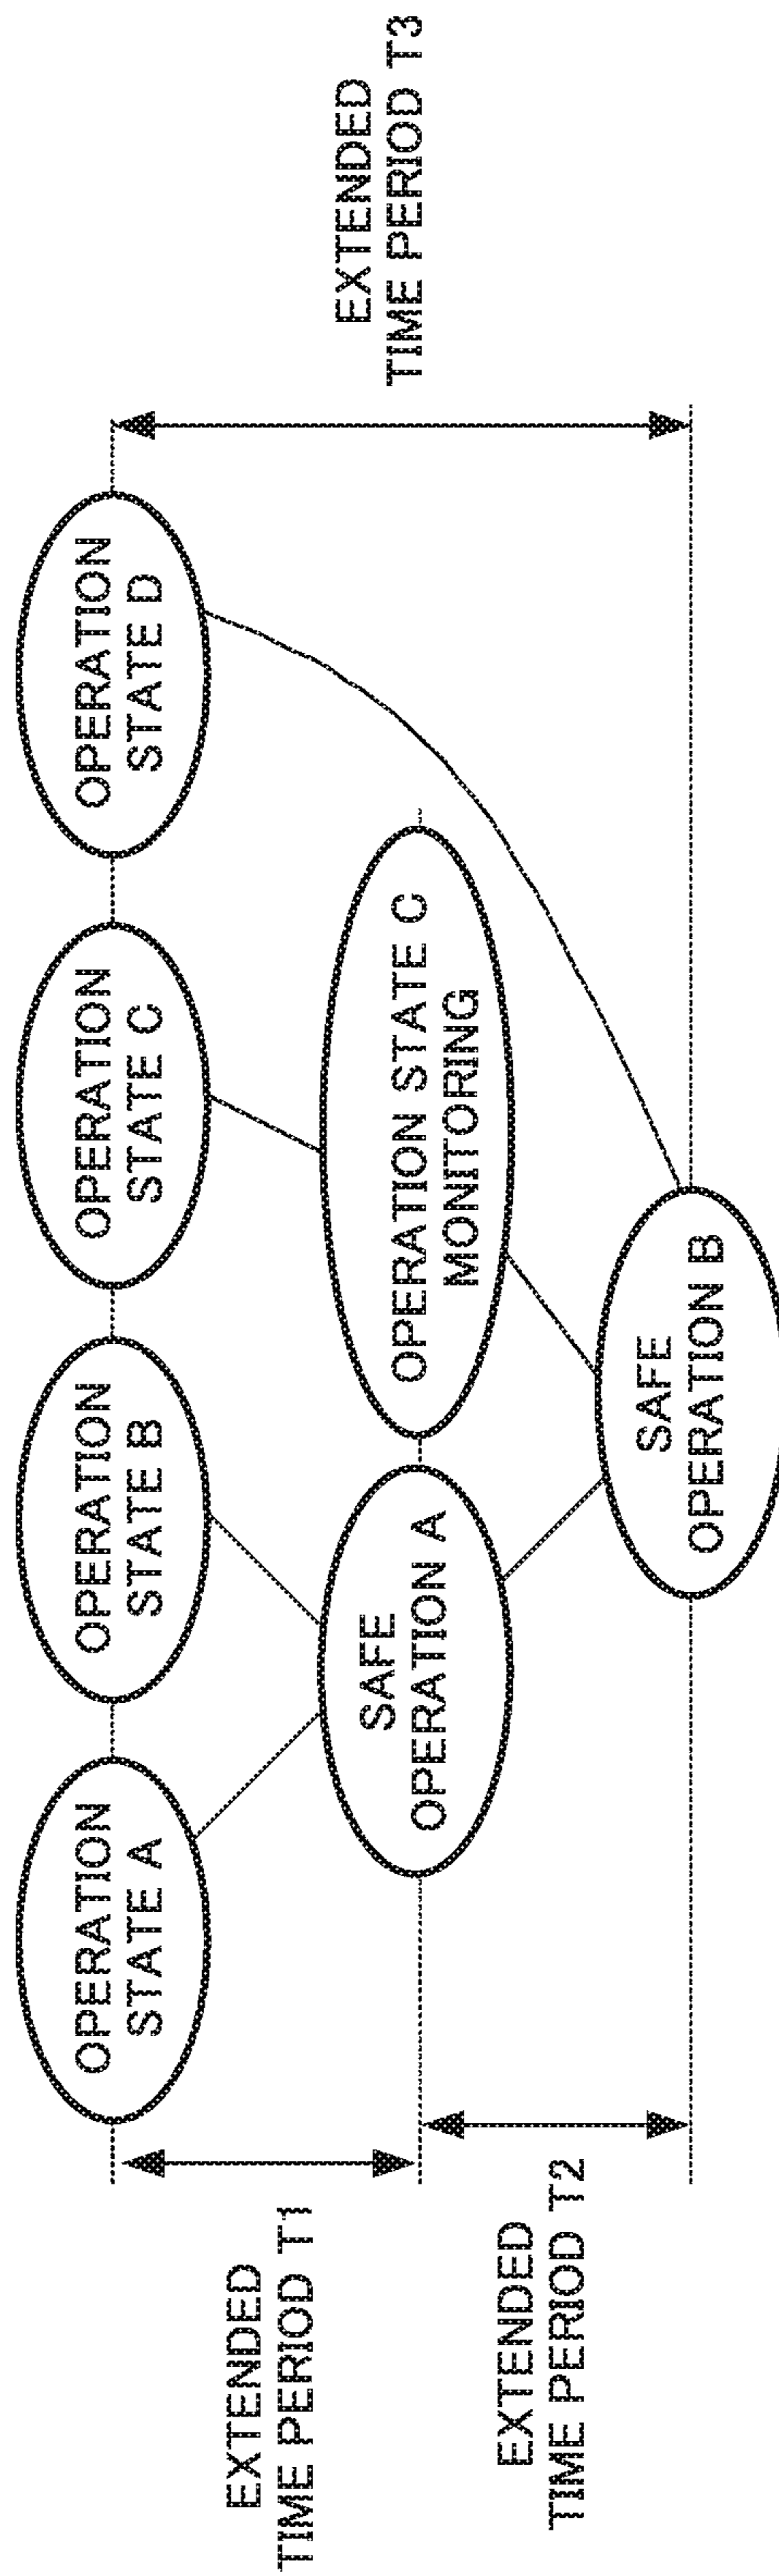 OPERATION
STATE A
OPERATION
STATE B
OPERATION
STATE C
OPERATION
STATE D
EXTENDED
TIME PERIOD T1
SAFE
OPERATION A
OPERATION STATE C
MONITORING
EXTENDED
TIME PERIOD T3
EXTENDED
TIME PERIOD T2
SAFE
OPERATION B